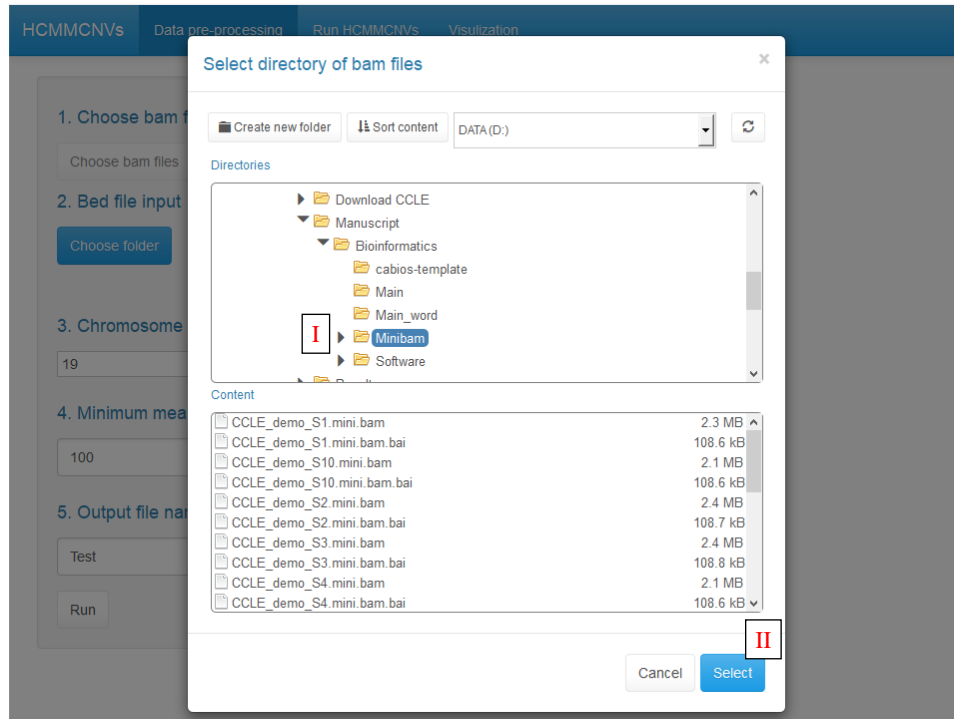 HCMMCNVs Data pre-processing Run HCMMCNVs Visulization
Select directory of bam files ×
1. Choose bam f
Choose bam files
2. Bed file input
Choose folder
3. Chromosome
19
4. Minimum mea
100
5. Output file nar
Test
Run
Create new folder Sort content DATA (D:)
Directories
Download CCLE
Manuscript
Bioinformatics
cabios-template
Main
Main_word
I Minibam
Software
Content
CCLE_demo_S1.mini.bam 2.3 MB
CCLE_demo_S1.mini.bam.bai 108.6 kB
CCLE_demo_S10.mini.bam 2.1 MB
CCLE_demo_S10.mini.bam.bai 108.6 kB
CCLE_demo_S2.mini.bam 2.4 MB
CCLE_demo_S2.mini.bam.bai 108.7 kB
CCLE_demo_S3.mini.bam 2.4 MB
CCLE_demo_S3.mini.bam.bai 108.8 kB
CCLE_demo_S4.mini.bam 2.1 MB
CCLE_demo_S4.mini.bam.bai 108.6 kB
II
Cancel Select